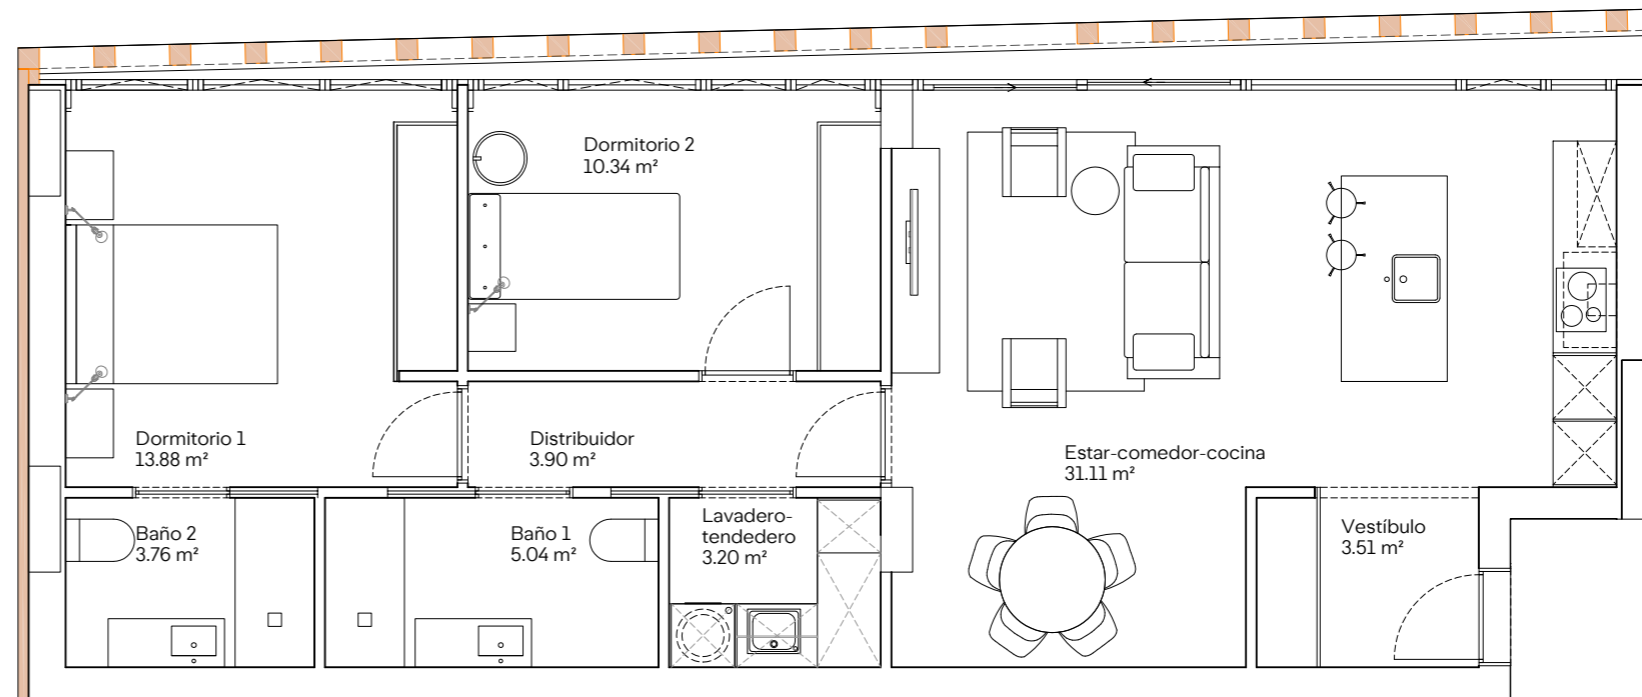 Dormitorio 2
10.34 m²
Dormitorio 1
13.88 m²
Distribuidor
3.90 m²
Estar-comedor-cocina
31.11 m²
Baño 2
3.76 m²
Baño 1
5.04 m²
Lavadero-
tendedero
3.20 m²
Vestíbulo
3.51 m²